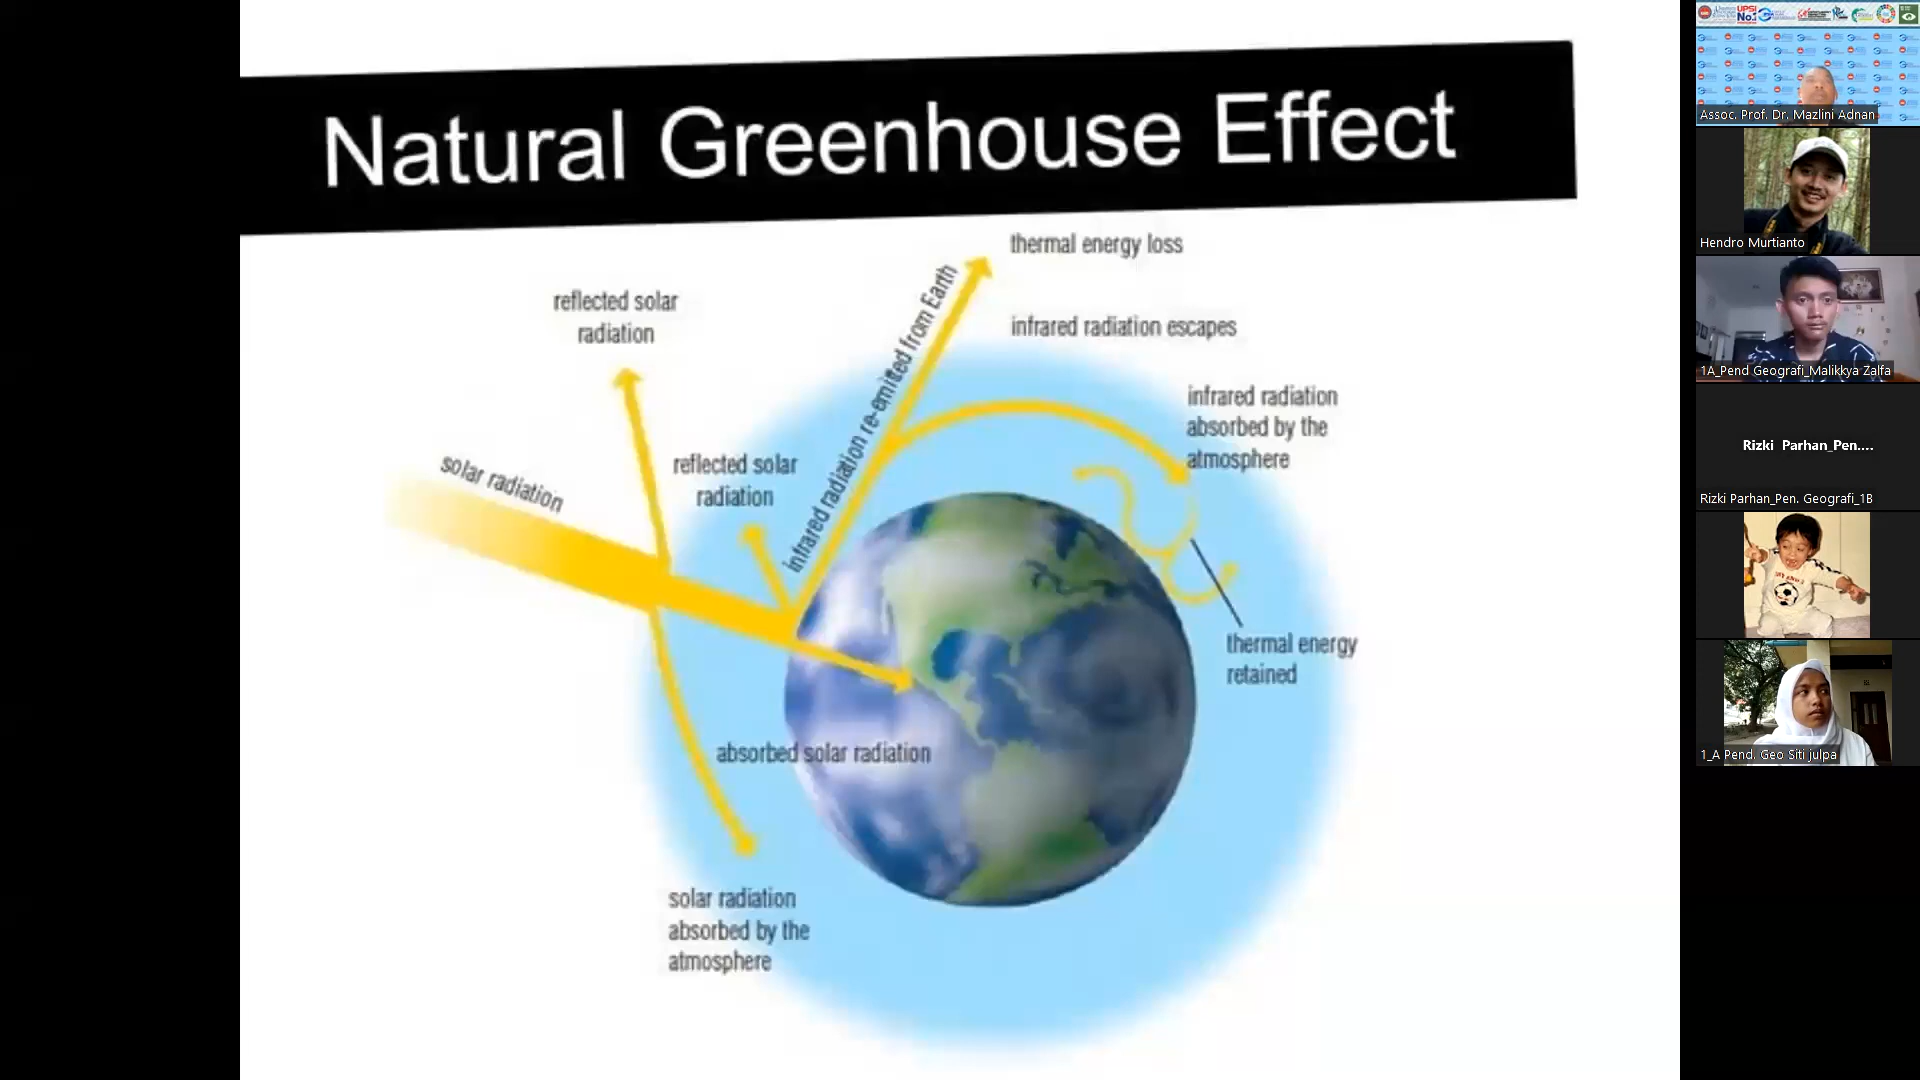 Natural Greenhouse Effect
thermal energy loss
reflected solar
radiation
infrared radiation escapes
infrared radiation re-emitted from Earth
infrared radiation
absorbed by the
atmosphere
solar radiation
reflected solar
radiation
thermal energy
retained
absorbed solar radiation
solar radiation
absorbed by the
atmosphere
UPSI
No.1
Assoc. Prof. Dr. Mazlini Adnan
Hendro Murtianto
1A_Pend Geografi_Malikkya Zalfa
Rizki Parhan_Pen....
Rizki Parhan_Pen. Geografi_1B
1_A Pend. Geo Siti julpa